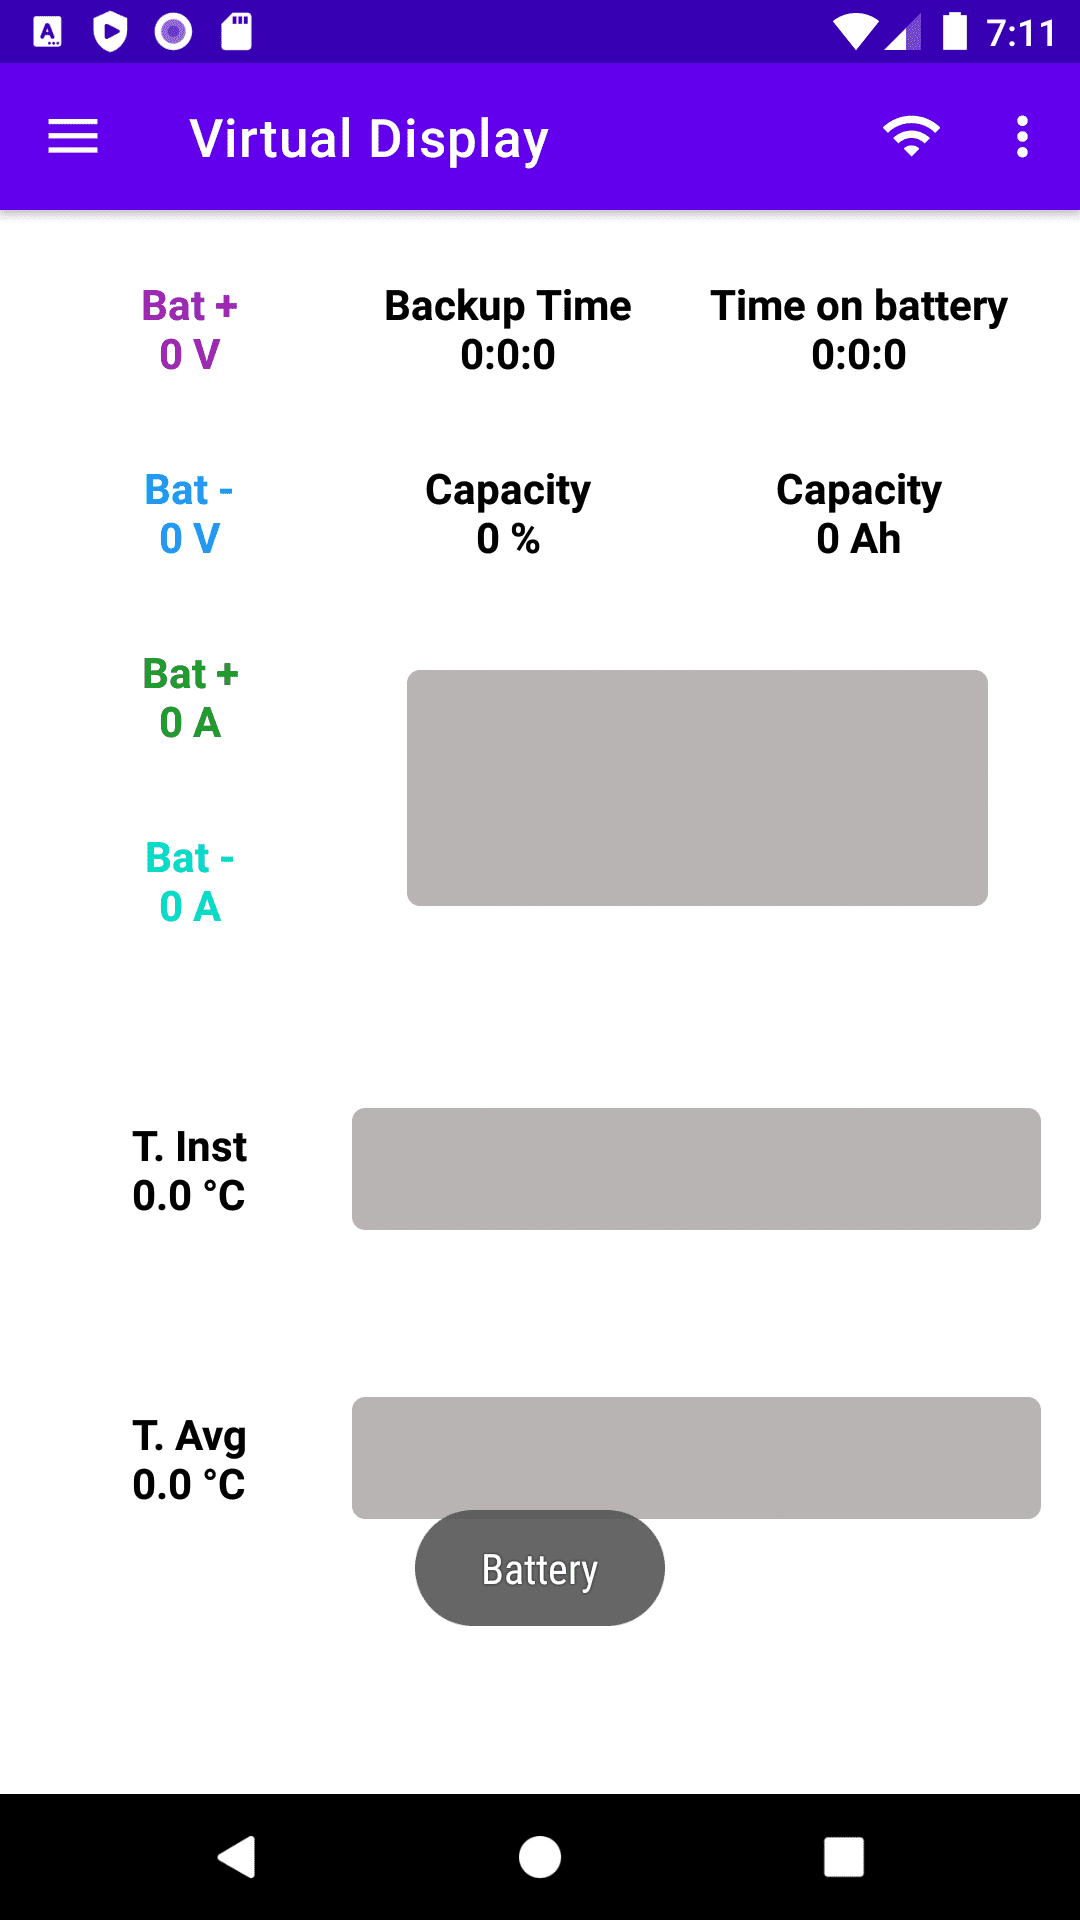 7:11
Virtual Display
Bat +
0 V
Backup Time
0:0:0
Time on battery
0:0:0
Bat -
0 V
Capacity
0 %
Capacity
0 Ah
Bat +
0 A
Bat -
0 A
T. Inst
0.0 °C
T. Avg
0.0 °C
Battery